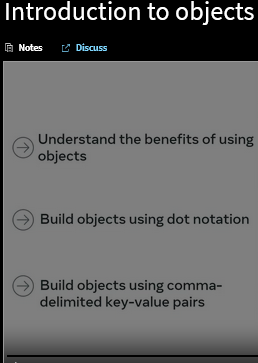 Introduction to objects
Notes
Discuss
Understand the benefits of using
objects
Build objects using dot notation
Build objects using comma-
delimited key-value pairs